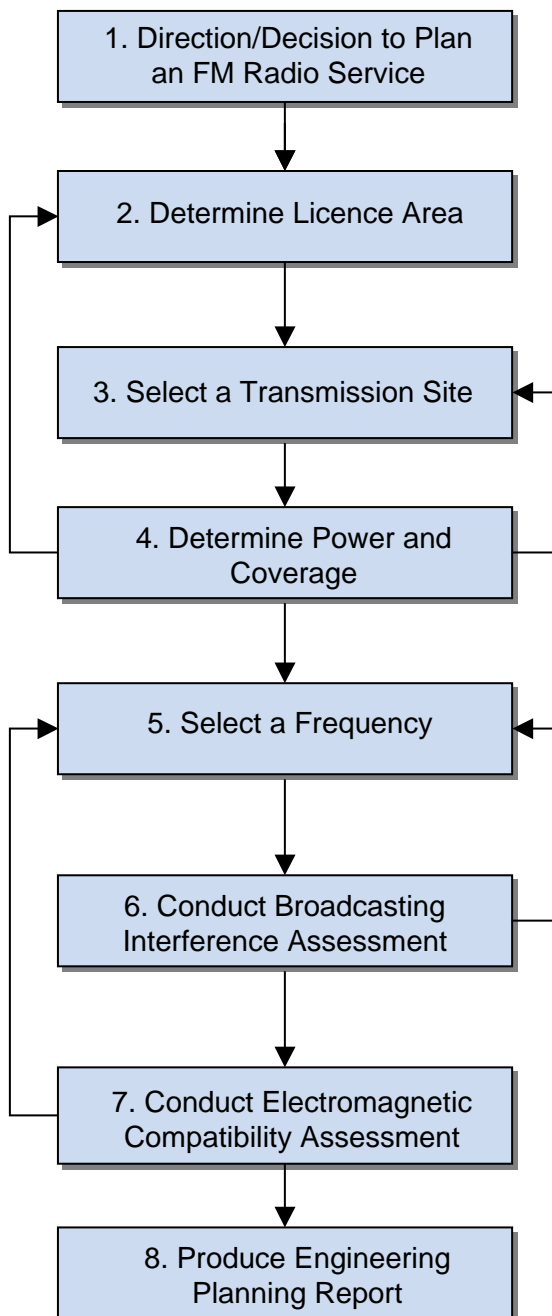 1. Direction/Decision to Plan
an FM Radio Service
2. Determine Licence Area
3. Select a Transmission Site
4. Determine Power and
Coverage
5. Select a Frequency
6. Conduct Broadcasting
Interference Assessment
7. Conduct Electromagnetic
Compatibility Assessment
8. Produce Engineering
Planning Report